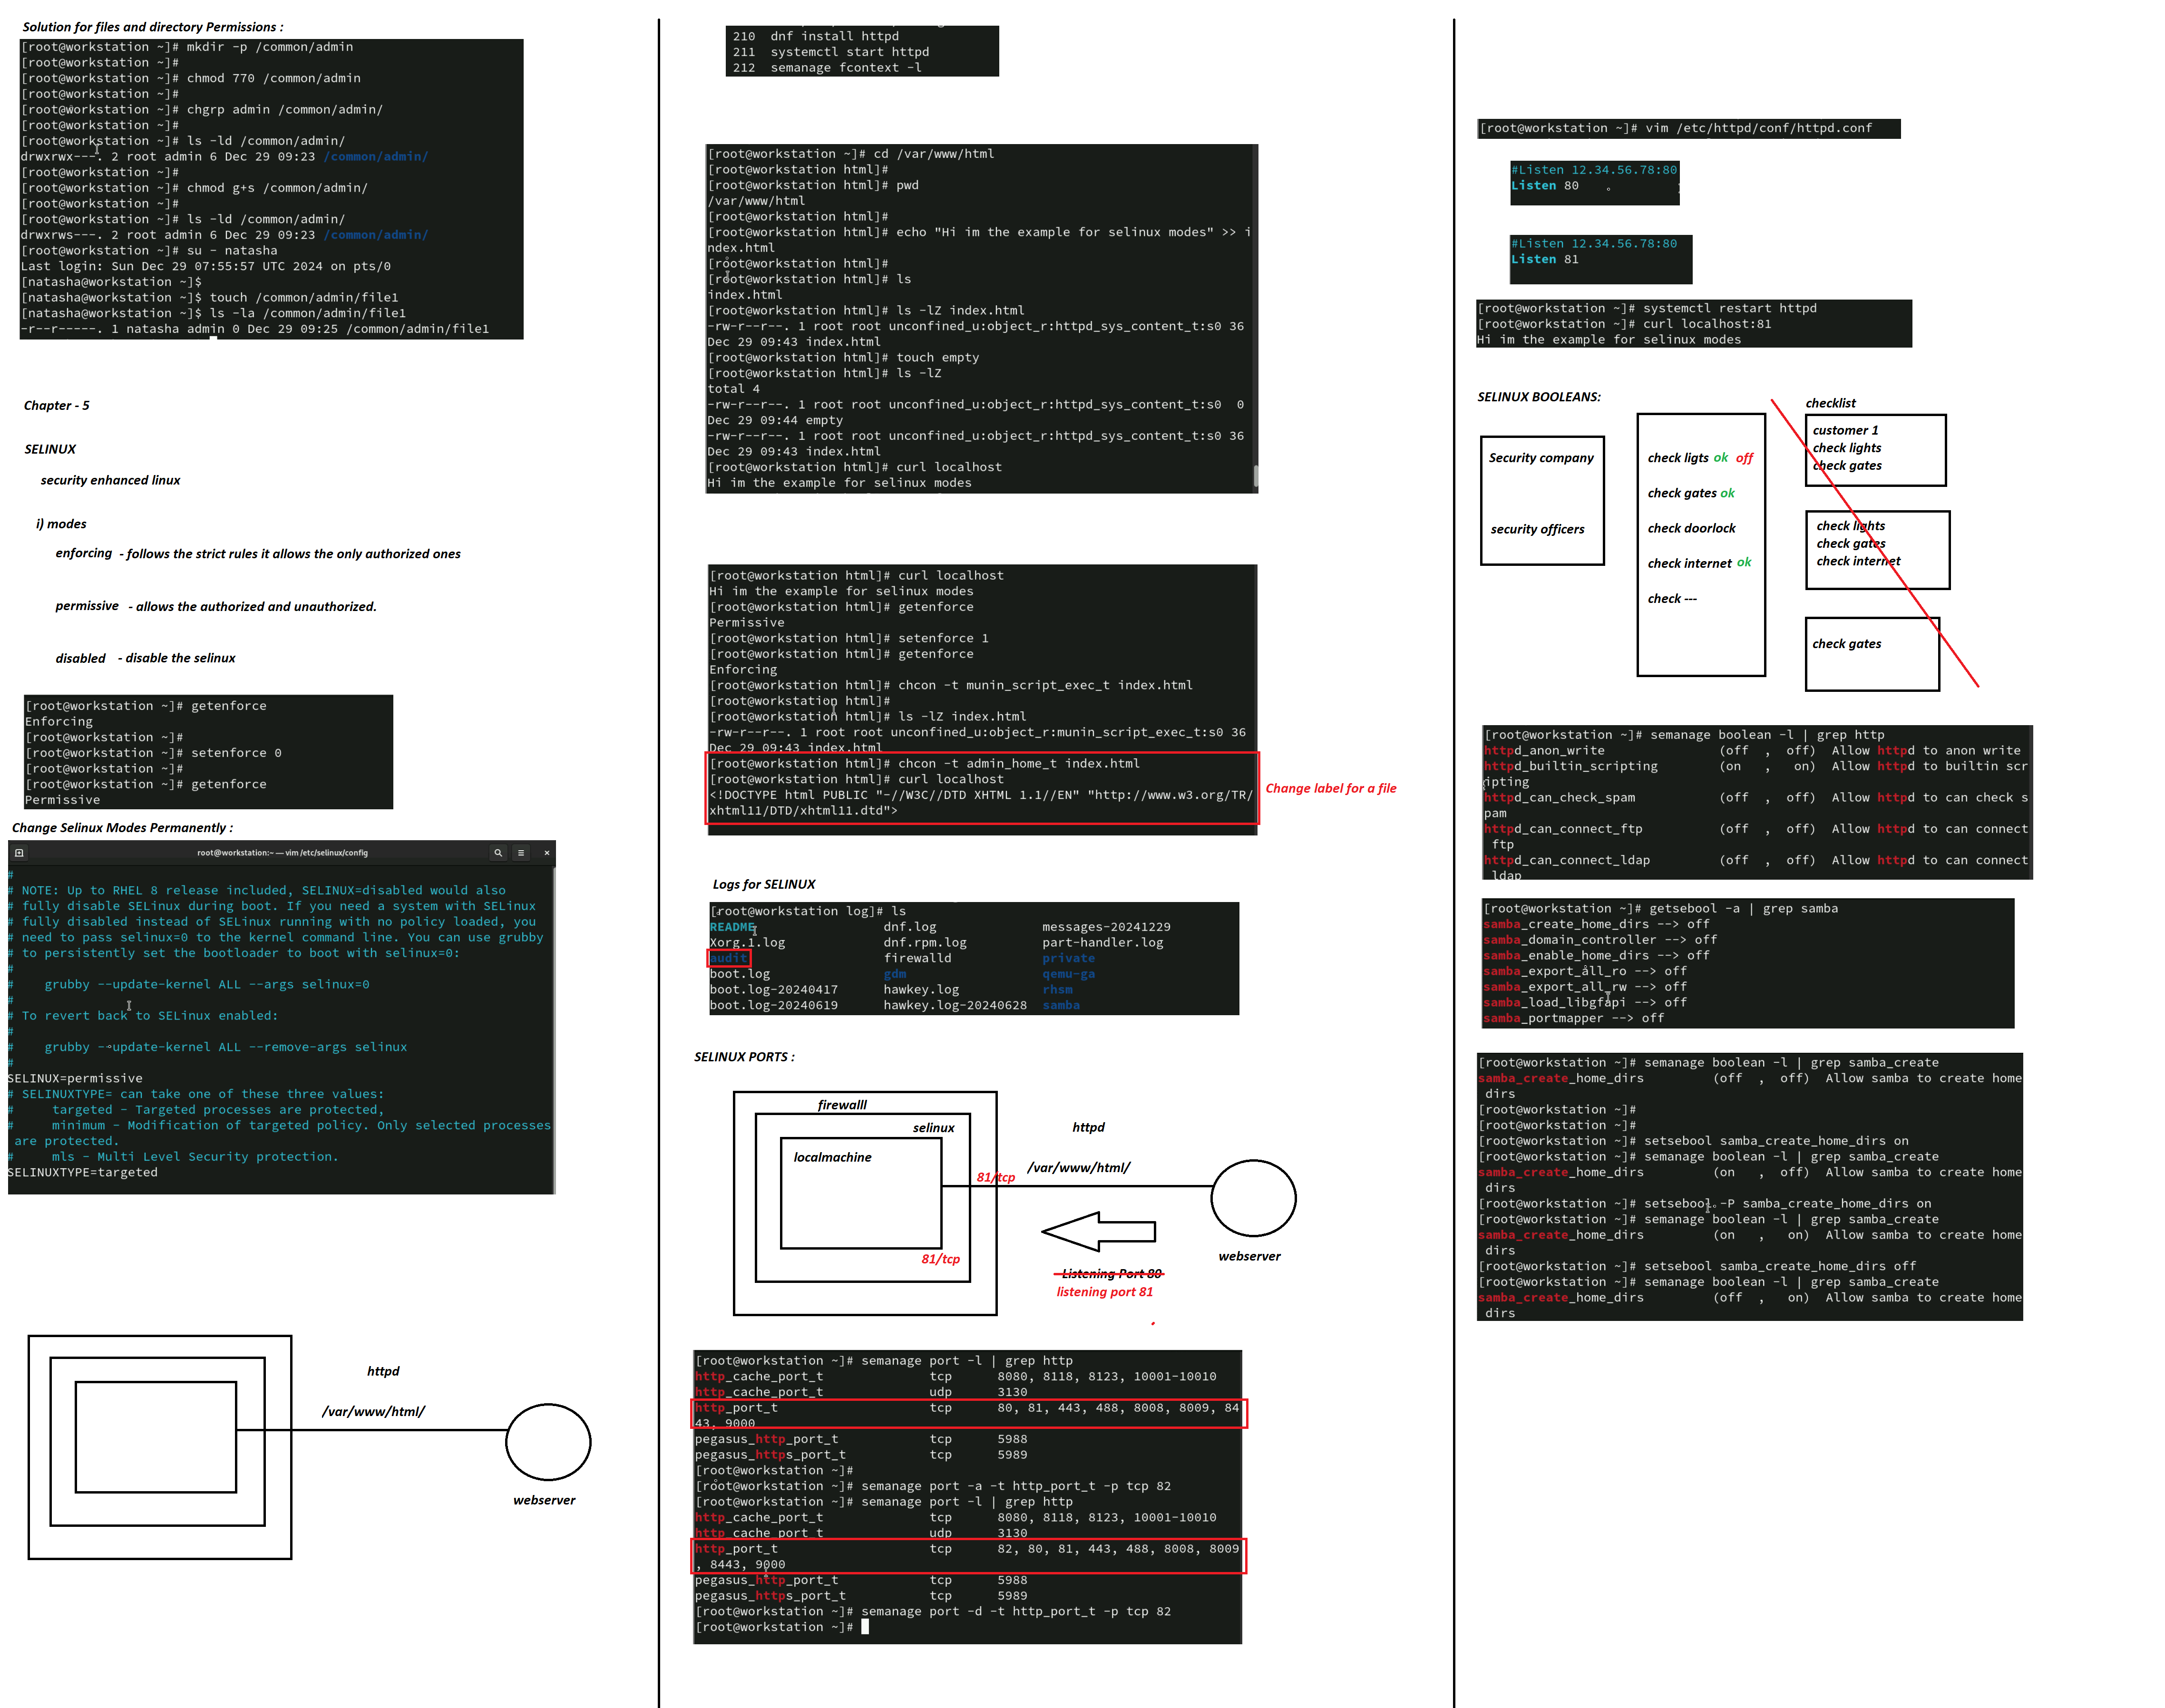 Solution for files and directory Permissions :
[root@workstation ~]# mkdir -p /common/admin
[root@workstation ~]#
[root@workstation ~]# chmod 770 /common/admin
[root@workstation ~]#
[root@workstation ~]# chgrp admin /common/admin/
[root@workstation ~]#
[root@workstation ~]# ls -ld /common/admin/
drwxrwx---. 2 root admin 6 Dec 29 09:23 /common/admin/
[root@workstation ~]#
[root@workstation ~]# chmod g+s /common/admin/
[root@workstation ~]#
[root@workstation ~]# ls -ld /common/admin/
drwxrws---. 2 root admin 6 Dec 29 09:23 /common/admin/
[root@workstation ~]# su - natasha
Last login: Sun Dec 29 07:55:57 UTC 2024 on pts/0
[natasha@workstation ~]$
[natasha@workstation ~]$ touch /common/admin/file1
[natasha@workstation ~]$ ls -la /common/admin/file1
-r--r-----. 1 natasha admin 0 Dec 29 09:25 /common/admin/file1
Chapter - 5
SELINUX
security enhanced linux
i) modes
enforcing - follows the strict rules it allows the only authorized ones
permissive - allows the authorized and unauthorized.
disabled - disable the selinux
[root@workstation ~]# getenforce
Enforcing
[root@workstation ~]#
[root@workstation ~]# setenforce 0
[root@workstation ~]#
[root@workstation ~]# getenforce
Permissive
Change Selinux Modes Permanently :
root@workstation:~ — vim /etc/selinux/config
#
# NOTE: Up to RHEL 8 release included, SELINUX=disabled would also
# fully disable SELinux during boot. If you need a system with SELinux
# fully disabled instead of SELinux running with no policy loaded, you
# need to pass selinux=0 to the kernel command line. You can use grubby
# to persistently set the bootloader to boot with selinux=0:
#
#    grubby --update-kernel ALL --args selinux=0
#
# To revert back to SELinux enabled:
#
#    grubby --update-kernel ALL --remove-args selinux
#
SELINUX=permissive
# SELINUXTYPE= can take one of these three values:
#     targeted - Targeted processes are protected,
#     minimum - Modification of targeted policy. Only selected processes
are protected.
#     mls - Multi Level Security protection.
SELINUXTYPE=targeted
httpd
/var/www/html/
webserver
210  dnf install httpd
211  systemctl start httpd
212  semanage fcontext -l
[root@workstation ~]# cd /var/www/html
[root@workstation html]#
[root@workstation html]# pwd
/var/www/html
[root@workstation html]#
[root@workstation html]# echo "Hi im the example for selinux modes" >> i
ndex.html
[root@workstation html]#
[root@workstation html]# ls
index.html
[root@workstation html]# ls -lZ index.html
-rw-r--r--. 1 root root unconfined_u:object_r:httpd_sys_content_t:s0 36
Dec 29 09:43 index.html
[root@workstation html]# touch empty
[root@workstation html]# ls -lZ
total 4
-rw-r--r--. 1 root root unconfined_u:object_r:httpd_sys_content_t:s0  0
Dec 29 09:44 empty
-rw-r--r--. 1 root root unconfined_u:object_r:httpd_sys_content_t:s0 36
Dec 29 09:43 index.html
[root@workstation html]# curl localhost
Hi im the example for selinux modes
[root@workstation html]# curl localhost
Hi im the example for selinux modes
[root@workstation html]# getenforce
Permissive
[root@workstation html]# setenforce 1
[root@workstation html]# getenforce
Enforcing
[root@workstation html]# chcon -t munin_script_exec_t index.html
[root@workstation html]#
[root@workstation html]# ls -lZ index.html
-rw-r--r--. 1 root root unconfined_u:object_r:munin_script_exec_t:s0 36
Dec 29 09:43 index.html
[root@workstation html]# chcon -t admin_home_t index.html
[root@workstation html]# curl localhost
<!DOCTYPE html PUBLIC "-//W3C//DTD XHTML 1.1//EN" "http://www.w3.org/TR/
xhtml11/DTD/xhtml11.dtd">
Change label for a file
Logs for SELINUX
[root@workstation log]# ls
README  dnf.log  messages-20241229
Xorg.1.log  dnf.rpm.log  part-handler.log
audit  firewalld  private
boot.log  gdm  qemu-ga
boot.log-20240417  hawkey.log  rhsm
boot.log-20240619  hawkey.log-20240628  samba
SELINUX PORTS :
firewalll
selinux
localmachine
httpd
/var/www/html/
81/tcp
81/tcp
webserver
Listening Port 80
listening port 81
[root@workstation ~]# semanage port -l | grep http
http_cache_port_t  tcp  8080, 8118, 8123, 10001-10010
http_cache_port_t  udp  3130
http_port_t  tcp  80, 81, 443, 488, 8008, 8009, 84
43, 9000
pegasus_http_port_t  tcp  5988
pegasus_https_port_t  tcp  5989
[root@workstation ~]#
[root@workstation ~]# semanage port -a -t http_port_t -p tcp 82
[root@workstation ~]# semanage port -l | grep http
http_cache_port_t  tcp  8080, 8118, 8123, 10001-10010
http_cache_port_t  udp  3130
http_port_t  tcp  82, 80, 81, 443, 488, 8008, 8009
, 8443, 9000
pegasus_http_port_t  tcp  5988
pegasus_https_port_t  tcp  5989
[root@workstation ~]# semanage port -d -t http_port_t -p tcp 82
[root@workstation ~]#
[root@workstation ~]# vim /etc/httpd/conf/httpd.conf
#Listen 12.34.56.78:80
Listen 80
#Listen 12.34.56.78:80
Listen 81
[root@workstation ~]# systemctl restart httpd
[root@workstation ~]# curl localhost:81
Hi im the example for selinux modes
SELINUX BOOLEANS:
Security company
security officers
check ligts ok off
check gates ok
check doorlock
check internet ok
check ---
checklist
customer 1
check lights
check gates
check lights
check gates
check internet
check gates
[root@workstation ~]# semanage boolean -l | grep http
httpd_anon_write  (off  ,  off)  Allow httpd to anon write
httpd_builtin_scripting  (on  ,  on)  Allow httpd to builtin scr
ipting
httpd_can_check_spam  (off  ,  off)  Allow httpd to can check s
pam
httpd_can_connect_ftp  (off  ,  off)  Allow httpd to can connect
ftp
httpd_can_connect_ldap  (off  ,  off)  Allow httpd to can connect
ldap
[root@workstation ~]# getsebool -a | grep samba
samba_create_home_dirs --> off
samba_domain_controller --> off
samba_enable_home_dirs --> off
samba_export_all_ro --> off
samba_export_all_rw --> off
samba_load_libgfapi --> off
samba_portmapper --> off
[root@workstation ~]# semanage boolean -l | grep samba_create
samba_create_home_dirs  (off  ,  off)  Allow samba to create home
dirs
[root@workstation ~]#
[root@workstation ~]#
[root@workstation ~]# setsebool samba_create_home_dirs on
[root@workstation ~]# semanage boolean -l | grep samba_create
samba_create_home_dirs  (on  ,  off)  Allow samba to create home
dirs
[root@workstation ~]# setsebool -P samba_create_home_dirs on
[root@workstation ~]# semanage boolean -l | grep samba_create
samba_create_home_dirs  (on  ,  on)  Allow samba to create home
dirs
[root@workstation ~]# setsebool samba_create_home_dirs off
[root@workstation ~]# semanage boolean -l | grep samba_create
samba_create_home_dirs  (off  ,  on)  Allow samba to create home
dirs